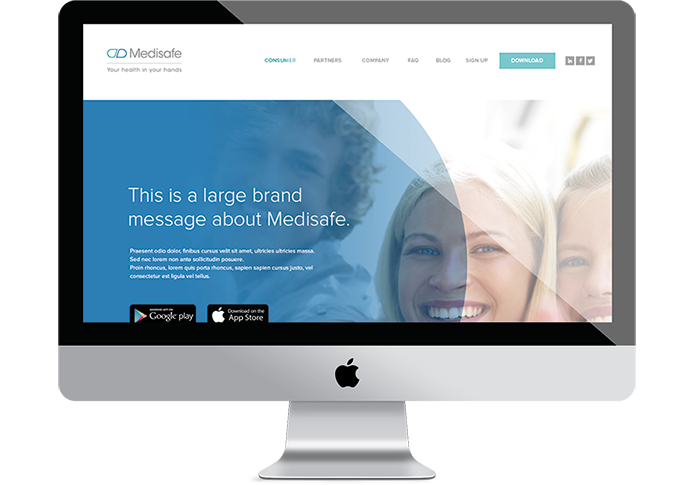 Medisafe
Your health in your hands
CONSUMER PARTNERS COMPANY FAQ BLOG SIGN UP DOWNLOAD
This is a large brand
message about Medisafe.
Praesent odio dolor, finibus cursus velit sit amet, ultricies ultricies massa.
Sed nec lorem non ante sollicitudin posuere.
Proin rhoncus, lorem quis porta rhoncus, sapien sapien cursus justo, vel
consectetur est ligula vel tellus.
ANDROID APP ON
Google play
Download on the
App Store